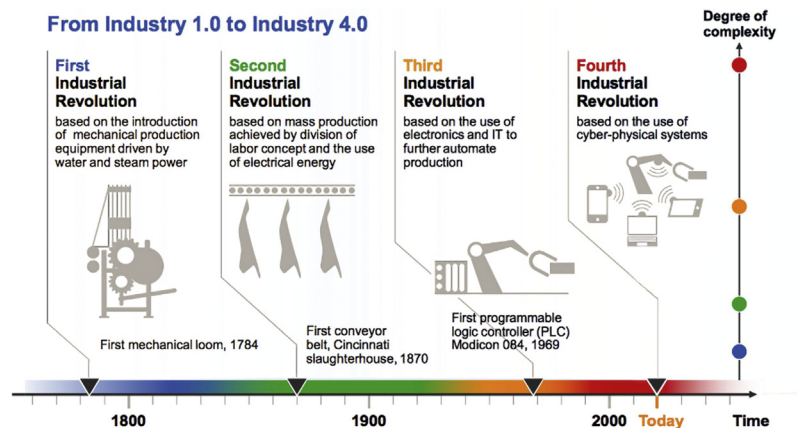 From Industry 1.0 to Industry 4.0
Degree of
complexity
First
Industrial
Revolution
based on the introduction
of mechanical production
equipment driven by
water and steam power
Second
Industrial
Revolution
based on mass production
achieved by division of
labor concept and the use
of electrical energy
Third
Industrial
Revolution
based on the use of
electronics and IT to
further automate
production
Fourth
Industrial
Revolution
based on the use of
cyber-physical systems
First mechanical loom, 1784
First conveyor
belt, Cincinnati
slaughterhouse, 1870
First programmable
logic controller (PLC)
Modicon 084, 1969
1800
1900
2000
Today
Time